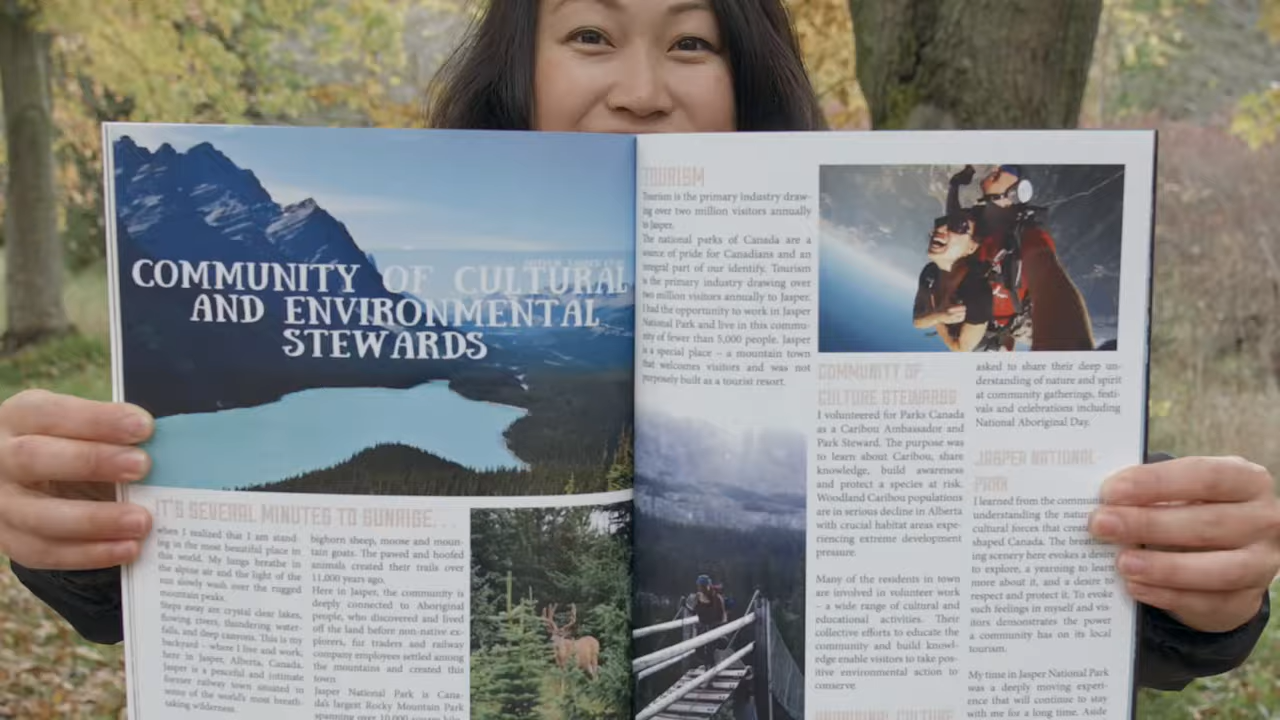 COMMUNITY OF CULTURAL
AND ENVIRONMENTAL
STEWARDS
IT'S SEVERAL MINUTES TO SUNRISE...
when I realized that I am stand-
ing in the most beautiful place in
this world. My lungs breathe in
the alpine air and the light of the
sun slowly wash over the rugged
mountain peaks.
Steps away are crystal clear lakes,
flowing rivers, thundering water-
falls, and deep canyons. This is my
backyard – where I live and work,
here in Jasper, Alberta, Canada.
Jasper is a peaceful and intimate
former railway town situated in
some of the world's most breath-
taking wilderness.
bighorn sheep, moose and moun-
tain goats. The pawed and hoofed
animals created their trails over
11,000 years ago.
Here in Jasper, the community is
deeply connected to Aboriginal
people, who discovered and lived
off the land before non-native ex-
plorers, fur traders and railway
company employees settled among
the mountains and created this
town
Jasper National Park is Cana-
da's largest Rocky Mountain Park
spanning over 10,000 square
TOURISM
Tourism is the primary industry draw-
ing over two million visitors annually
to Jasper.
The national parks of Canada are a
source of pride for Canadians and an
integral part of our identify. Tourism
is the primary industry drawing over
two million visitors annually to Jasper.
I had the opportunity to work in Jasper
National Park and live in this commu-
nity of fewer than 5,000 people. Jasper
is a special place – a mountain town
that welcomes visitors and was not
purposely built as a tourist resort.
COMMUNITY OF
CULTURE STEWARDS
I volunteered for Parks Canada
as a Caribou Ambassador and
Park Steward. The purpose was
to learn about Caribou, share
knowledge, build awareness
and protect a species at risk.
Woodland Caribou populations
are in serious decline in Alberta
with crucial habitat areas expe-
riencing extreme development
pressure.
Many of the residents in town
are involved in volunteer work
– a wide range of cultural and
educational activities. Their
collective efforts to educate the
community and build knowl-
edge enable visitors to take pos-
itive environmental action to
conserve.
ABORIGINAL CULTURE
asked to share their deep un-
derstanding of nature and spirit
at community gatherings, festi-
vals and celebrations including
National Aboriginal Day.
JASPER NATIONAL
PARK
I learned from the
understanding the
cultural forces that
shaped Canada. The
ing scenery here evokes a desire
to explore, a yearning to learn
more about it, and a desire to
respect and protect it. To evoke
such feelings in myself and vis-
itors demonstrates the power
a community has on its local
tourism.
My time in Jasper National Park
was a deeply moving experi-
ence that will continue to stay
with me for a long time. Aside